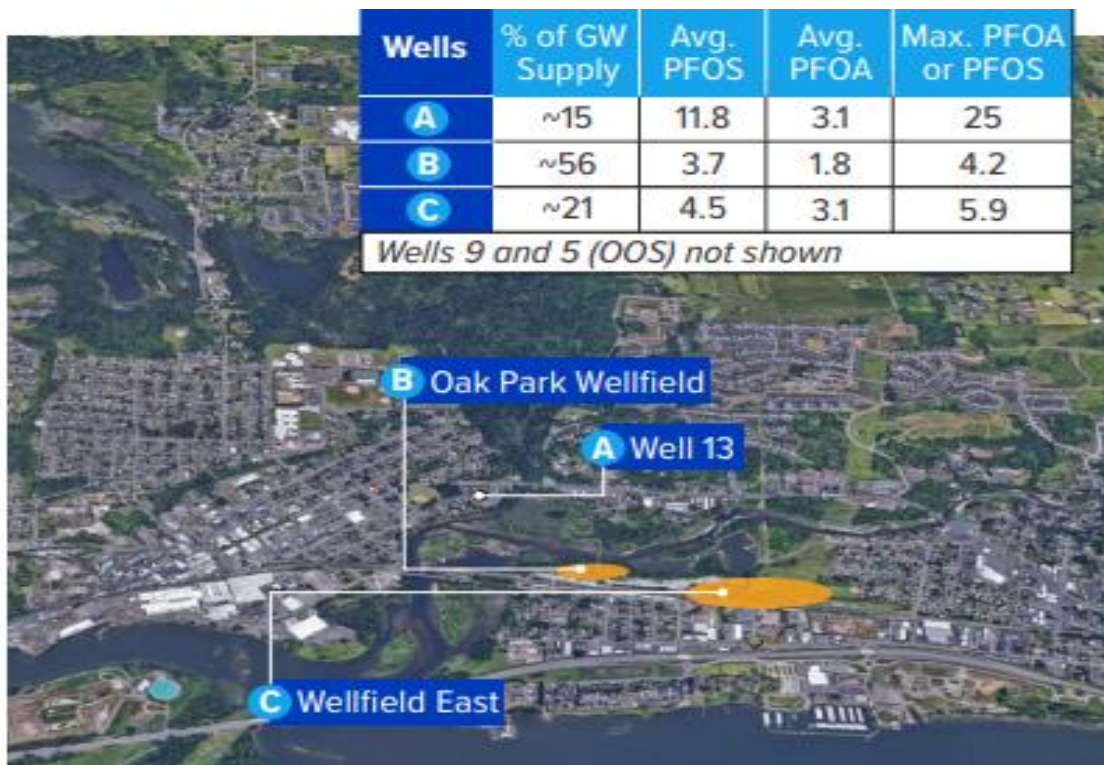 Wells % of GW Supply Avg. PFOS Avg. PFOA Max. PFOA or PFOS
A ~15 11.8 3.1 25
B ~56 3.7 1.8 4.2
C ~21 4.5 3.1 5.9
Wells 9 and 5 (OOS) not shown
B Oak Park Wellfield
A Well 13
C Wellfield East